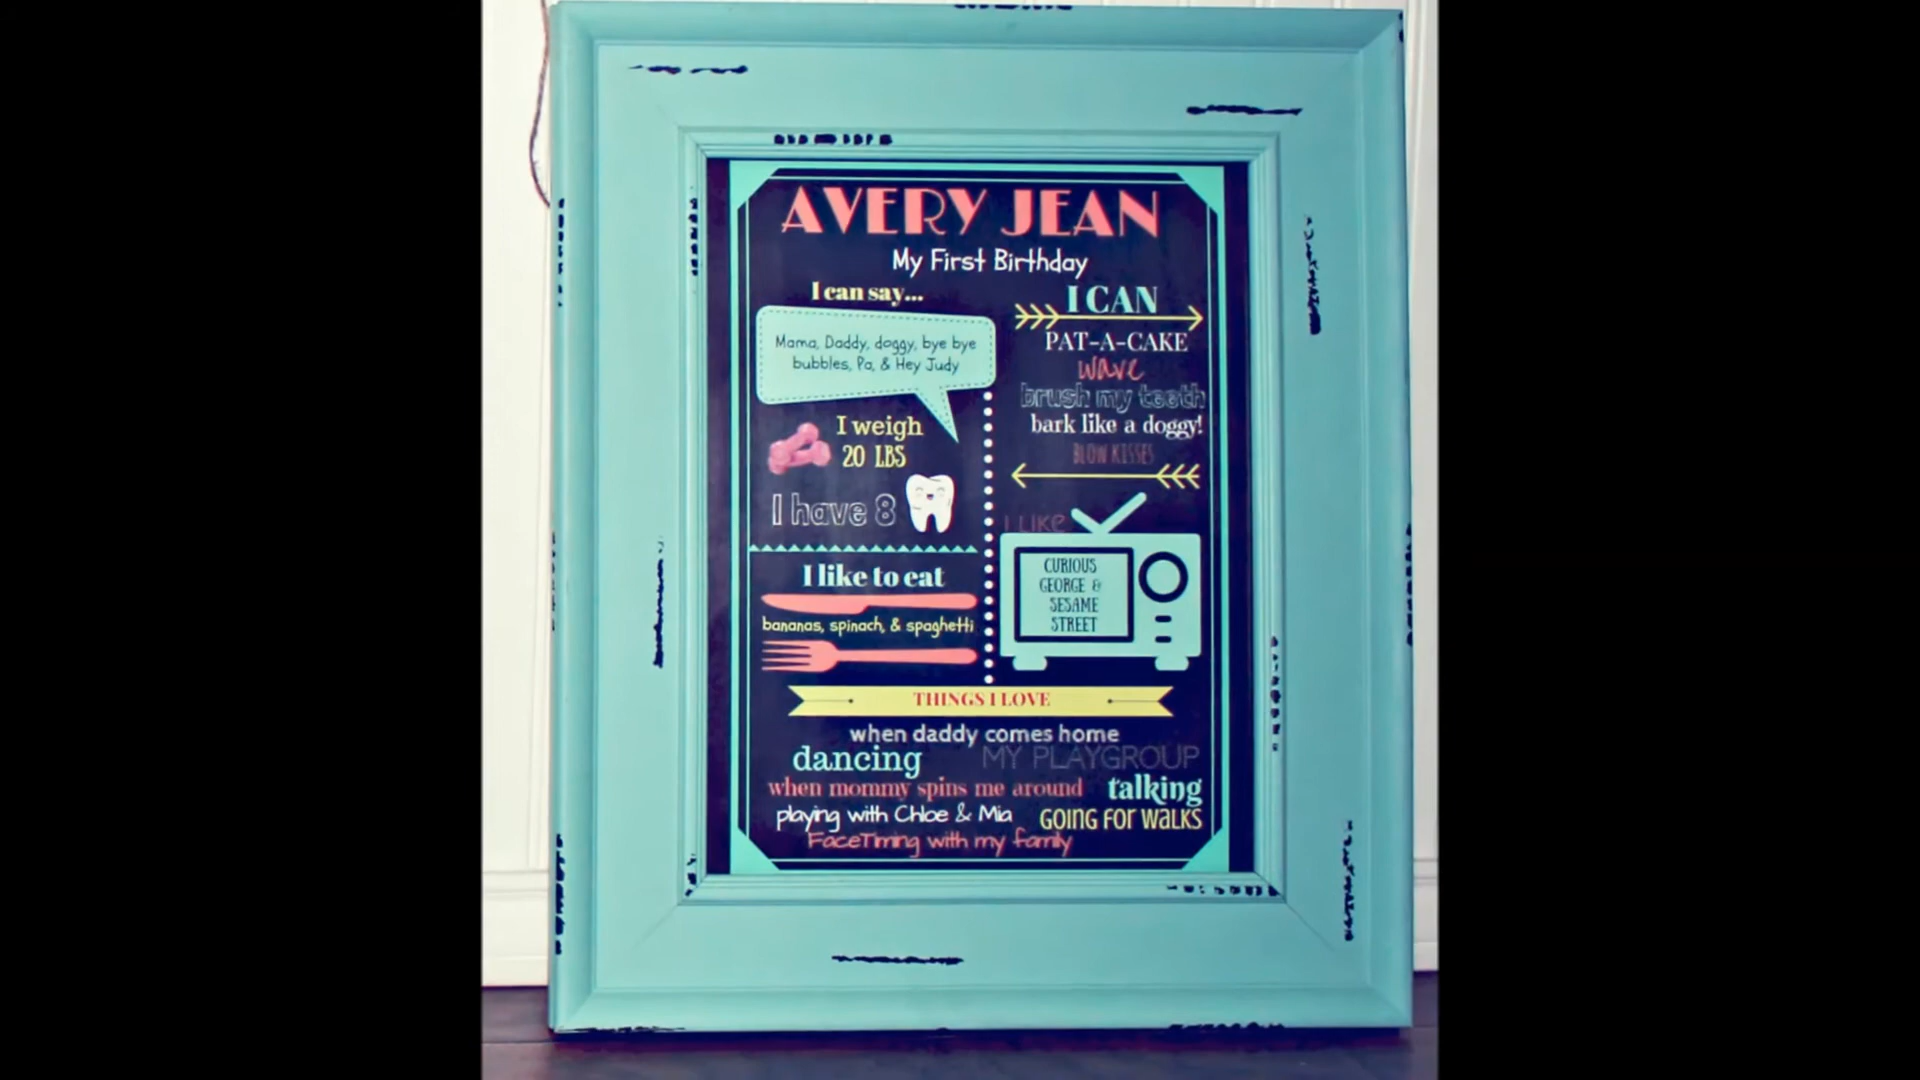 AVERY JEAN
My First Birthday
I can say...
Mama, Daddy, doggy, bye bye
bubbles, Pa, & Hey Judy
I weigh
20 LBS
I have 8
I like to eat
bananas, spinach, & spaghetti
I CAN
PAT-A-CAKE
wave
brush my teeth
bark like a doggy!
BLOW KISSES
I LIKE
CURIOUS
GEORGE &
SESAME
STREET
THINGS I LOVE
when daddy comes home
dancing MY PLAYGROUP
when mommy spins me around talking
playing with Chloe & Mia GOING FOR WALKS
FaceTiming with my family